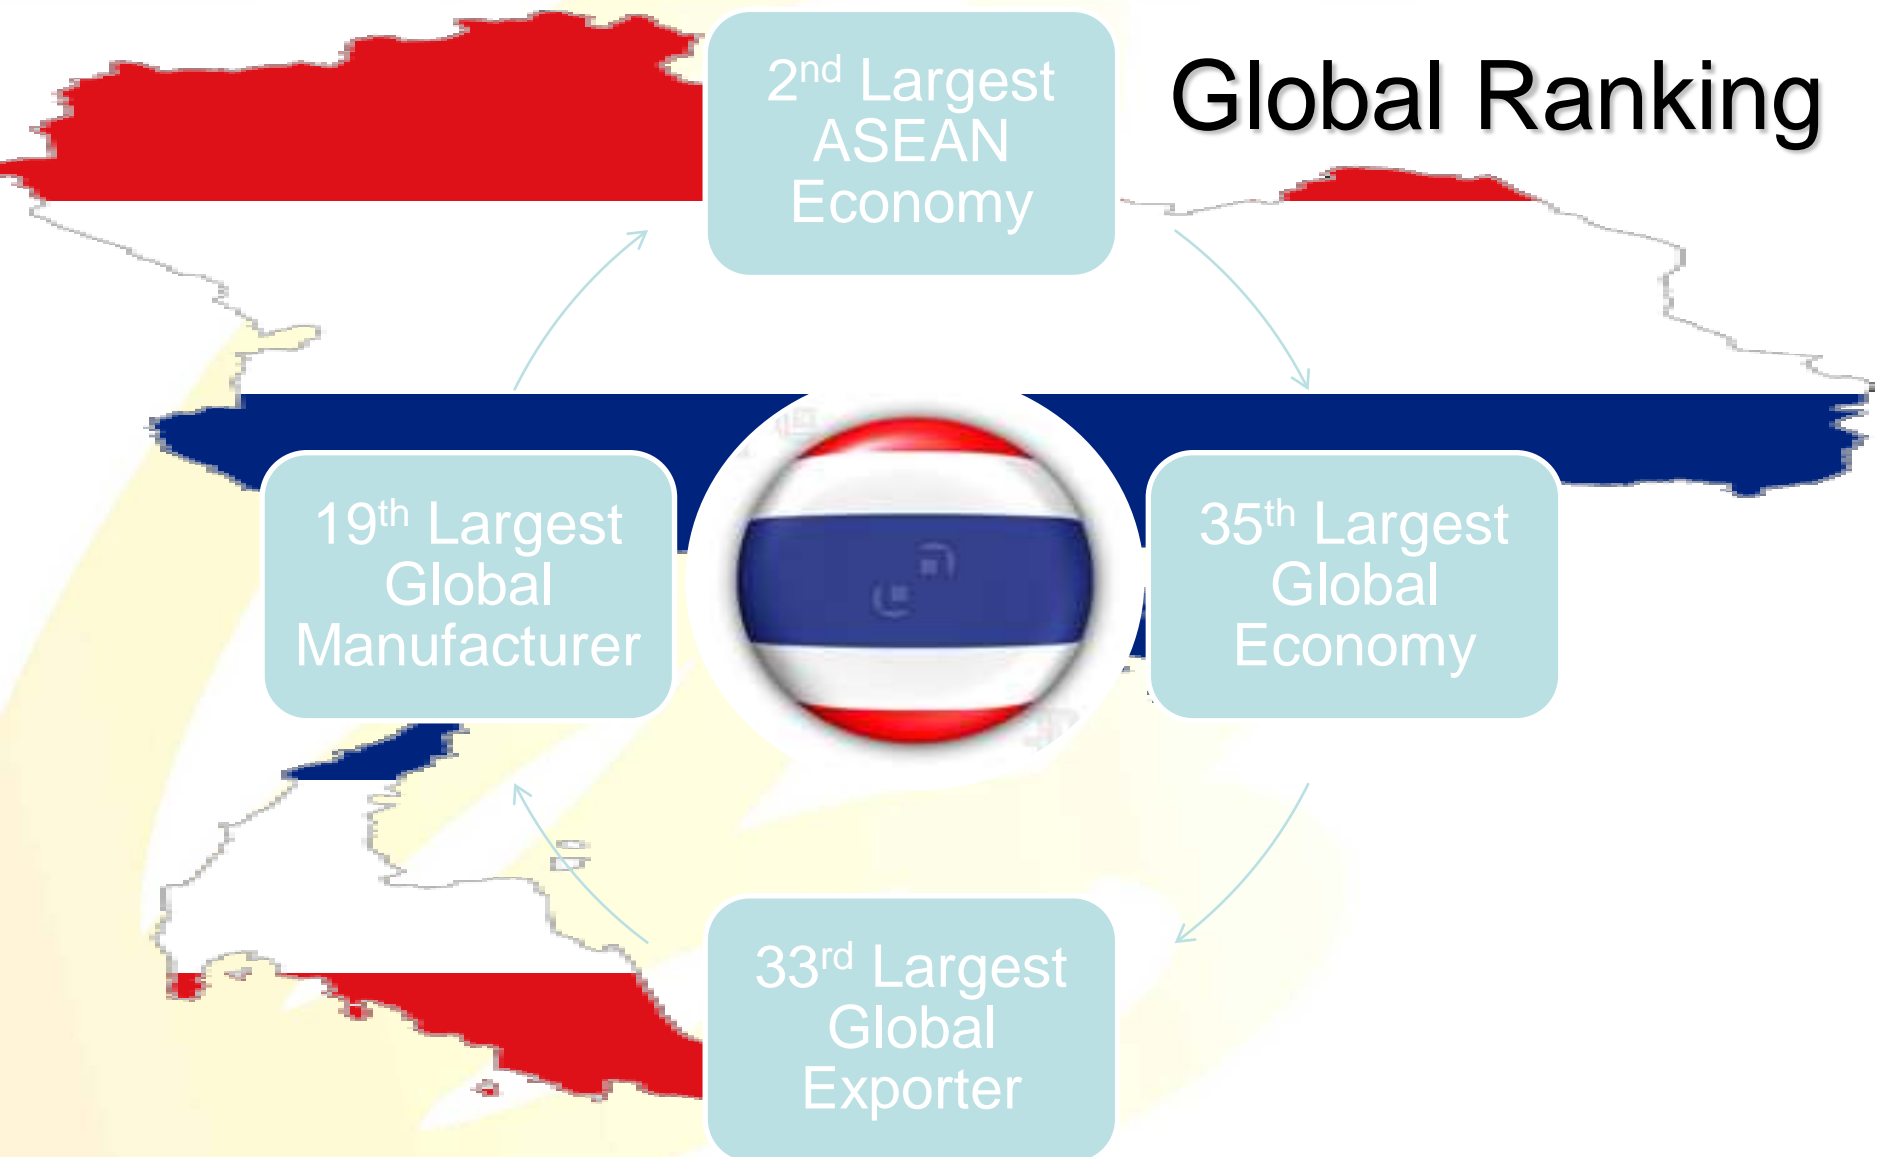 Global Ranking
2nd Largest
ASEAN
Economy
35th Largest
Global
Economy
33rd Largest
Global
Exporter
19th Largest
Global
Manufacturer